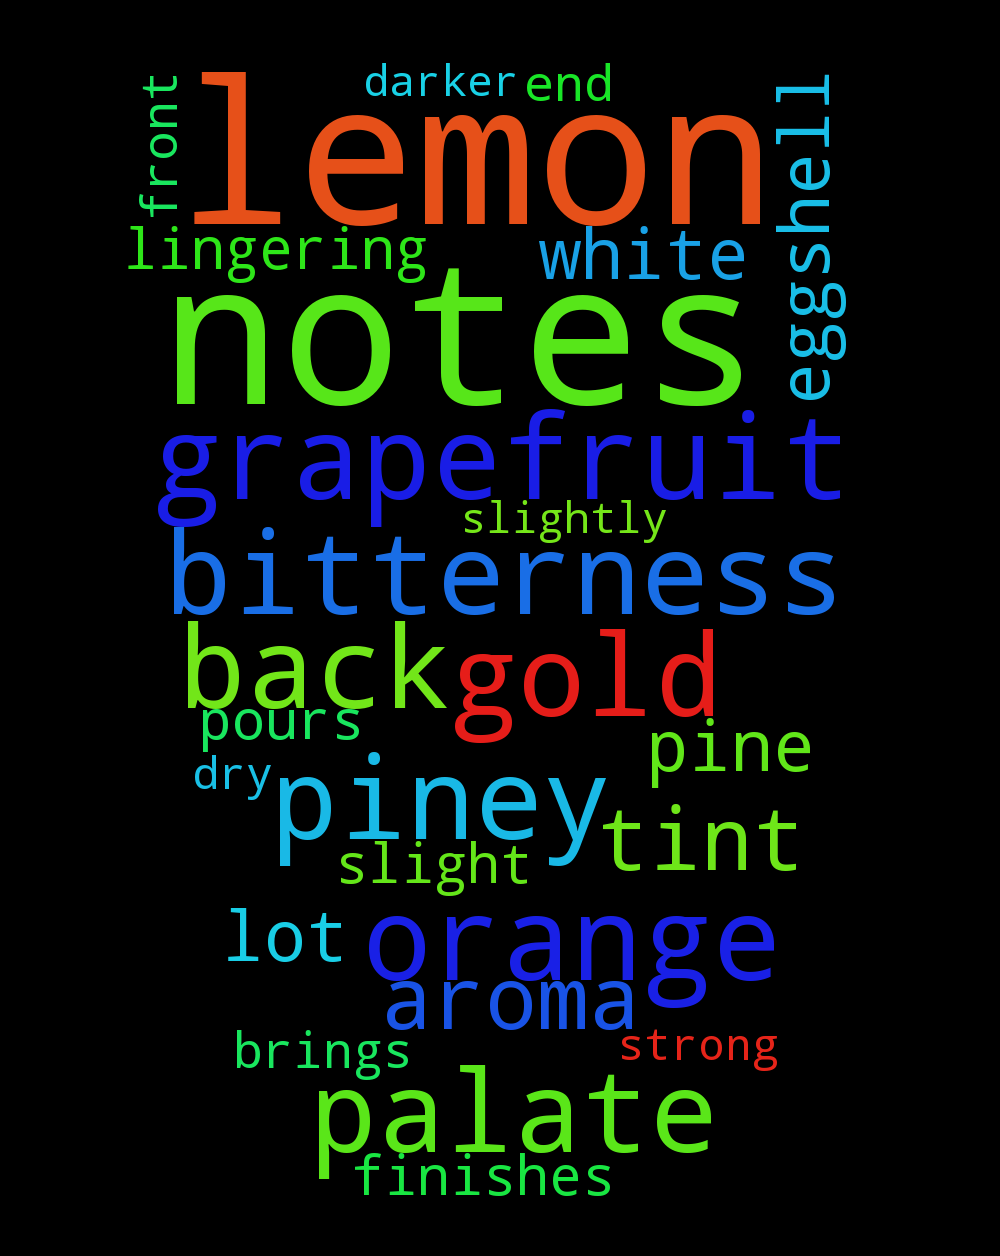 darker end
front
lemon
eggshell
lingering white
notes
grapefruit
slightly
bitterness
back gold
pours
pine
dry piney
tint
slight
lot orange
aroma
brings strong
palate
finishes